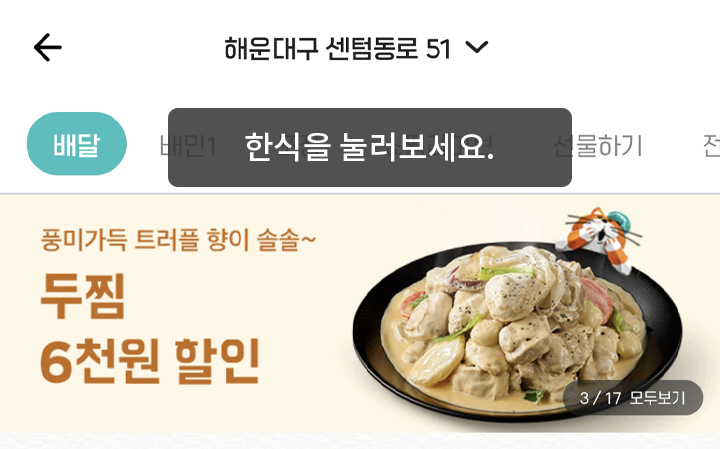 해운대구 센텀동로 51
배달 배민1 선물하기
한식을 눌러보세요.
풍미가득 트러플 향이 솔솔~
두찜
6천원 할인
3 / 17 모두보기